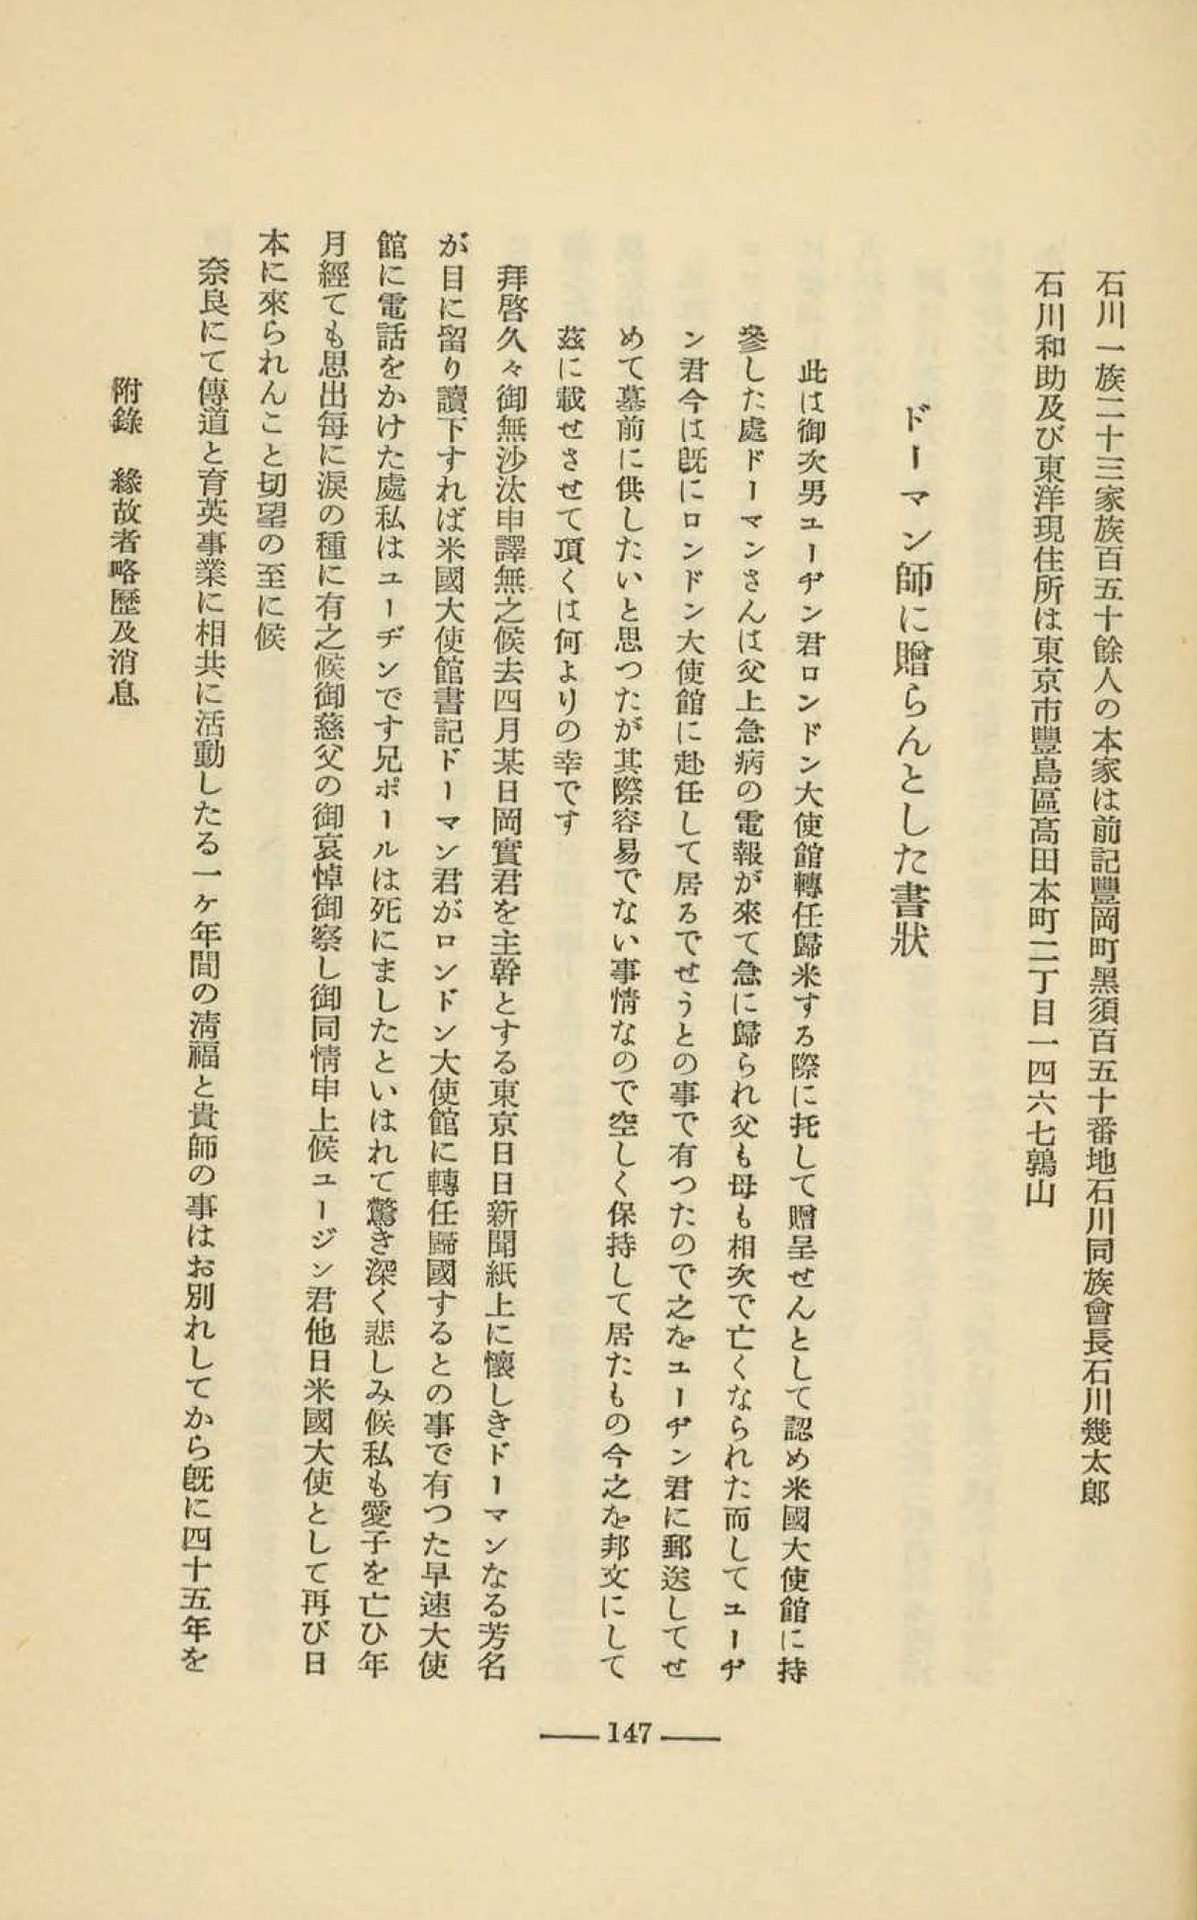 石川一族二十三家族百五十餘人の本家は前記豐岡町黑須百五十番地石川同族會長石川幾太郎
石川和助及び東洋現住所は東京市豐島區高田本町二丁目一四六七鶉山
ドーマン師に贈らんとした書狀
此は御次男ユーヂン君ロンドン大使館轉任歸米する際に托して贈呈せんとして認め米國大使館に持
參した處ドーマンさんは父上急病の電報が來て急に歸られ父も母も相次で亡くなられた而してユーヂ
ン君今は旣にロンドン大使館に赴任して居るでせうとの事で有つたので之をユーヂン君に郵送してせ
めて墓前に供したいと思つたが其際容易でない事情なので空しく保持して居たもの今之を邦文にして
茲に載せさせて頂くは何よりの幸です
拜啓久々御無沙汰申譯無之候去四月某日岡實君を主幹とする東京日日新聞紙上に懷しきドーマンなる芳名
が目に留り讀下すれば米國大使館書記ドーマン君がロンドン大使館に轉任歸國するとの事で有つた早速大使
館に電話をかけた處私はユーヂンです兄ポールは死にましたといはれて驚き深く悲しみ候私も愛子を亡ひ年
月經ても思出每に淚の種に有之候御慈父の御哀悼御察し御同情申上候ユージン君他日米國大使として再び日
本に來られんこと切望の至に候
奈良にて傳道と育英事業に相共に活動したる一ケ年間の淸福と貴師の事はお別れしてから旣に四十五年を
附錄　緣故者略歷及消息
147